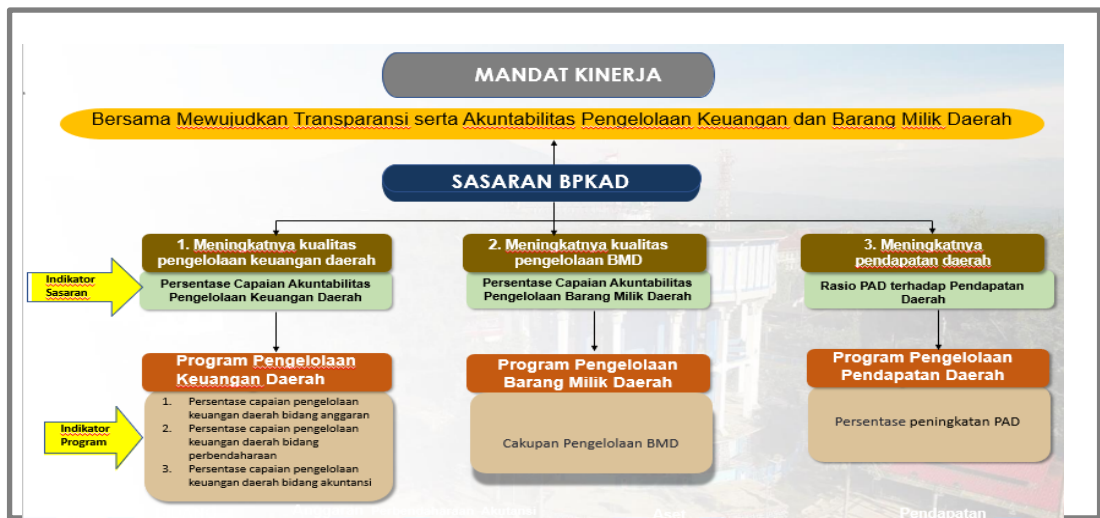 MANDAT KINERJA
Bersama Mewujudkan Transparansi serta Akuntabilitas Pengelolaan Keuangan dan Barang Milik Daerah
SASARAN BPKAD
1. Meningkatnya kualitas
pengelolaan keuangan daerah
2. Meningkatnya kualitas
pengelolaan BMD
3. Meningkatnya
pendapatan daerah
Indikator
Sasaran
Persentase Capaian Akuntabilitas
Pengelolaan Keuangan Daerah
Persentase Capaian Akuntabilitas
Pengelolaan Barang Milik Daerah
Rasio PAD terhadap Pendapatan
Daerah
Program Pengelolaan
Keuangan Daerah
Program Pengelolaan
Barang Milik Daerah
Program Pengelolaan
Pendapatan Daerah
Indikator
Program
1. Persentase capaian pengelolaan
keuangan daerah bidang anggaran
2. Persentase capaian pengelolaan
keuangan daerah bidang
perbendaharaan
3. Persentase capaian pengelolaan
keuangan daerah bidang akuntansi
Cakupan Pengelolaan BMD
Persentase peningkatan PAD
Aset
Pendapatan